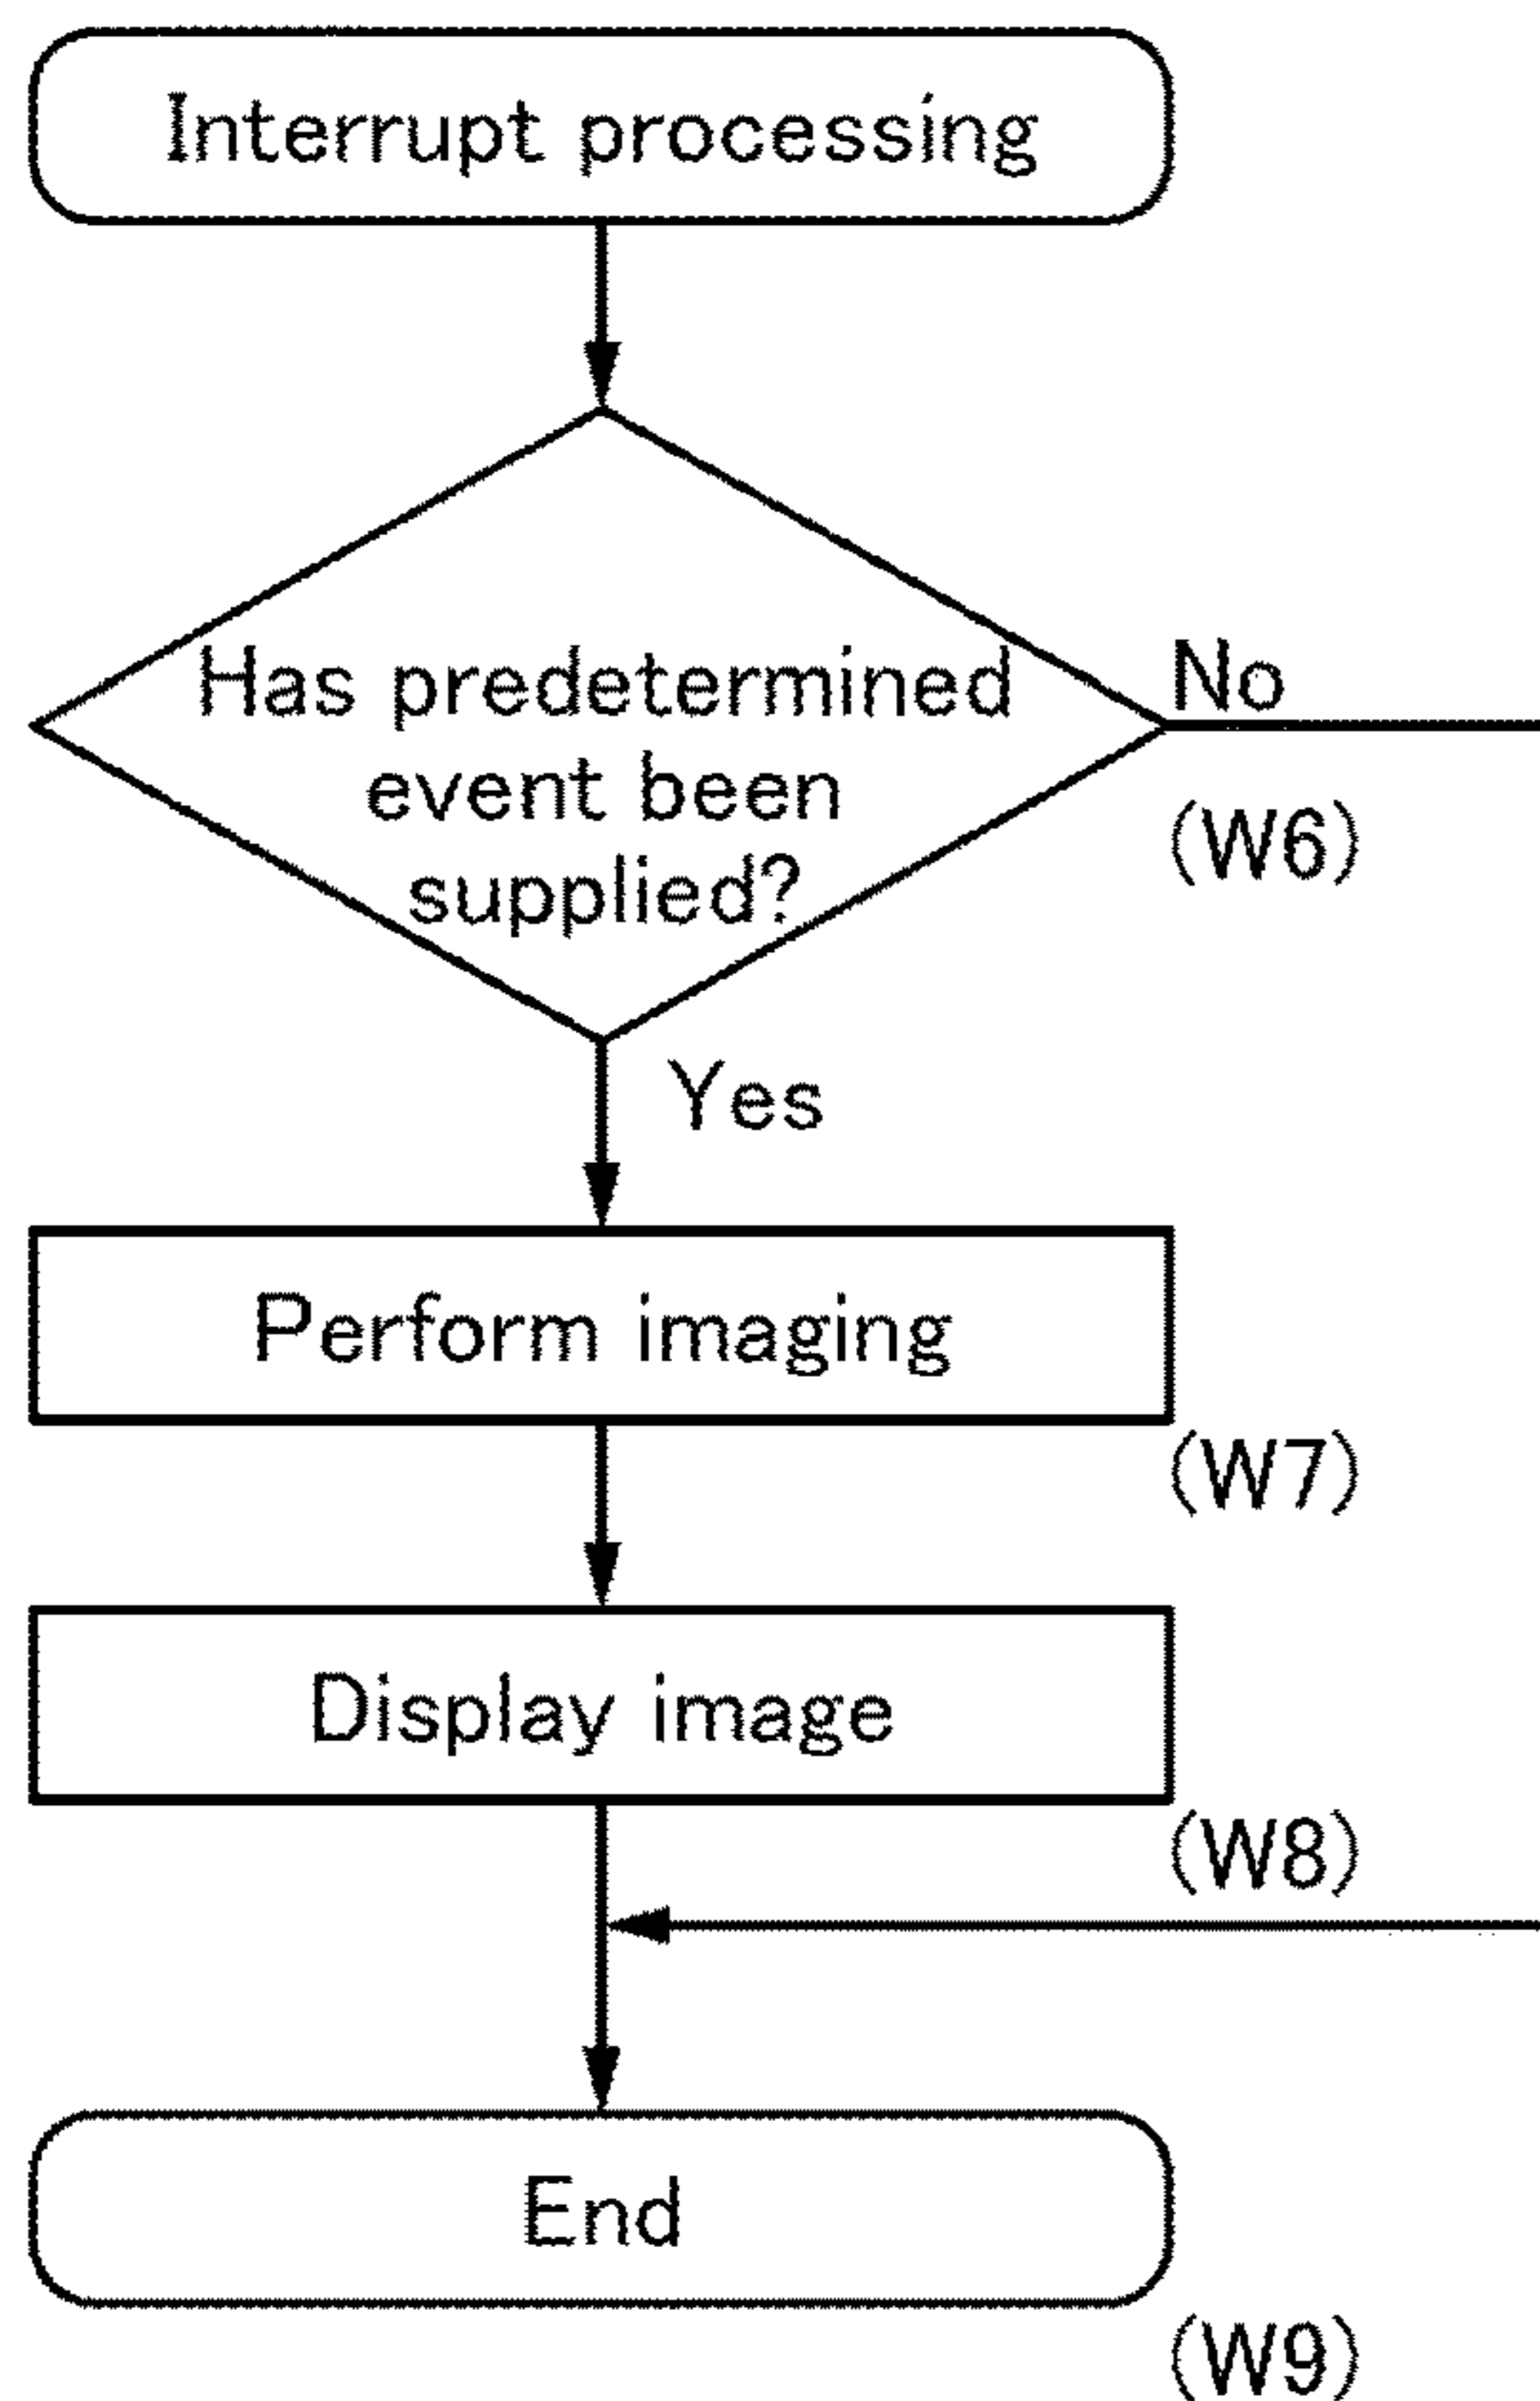 Interrupt processing
Has predetermined
event been
supplied?
No
(W6)
Yes
Perform imaging
(W7)
Display image
(W8)
End
(W9)